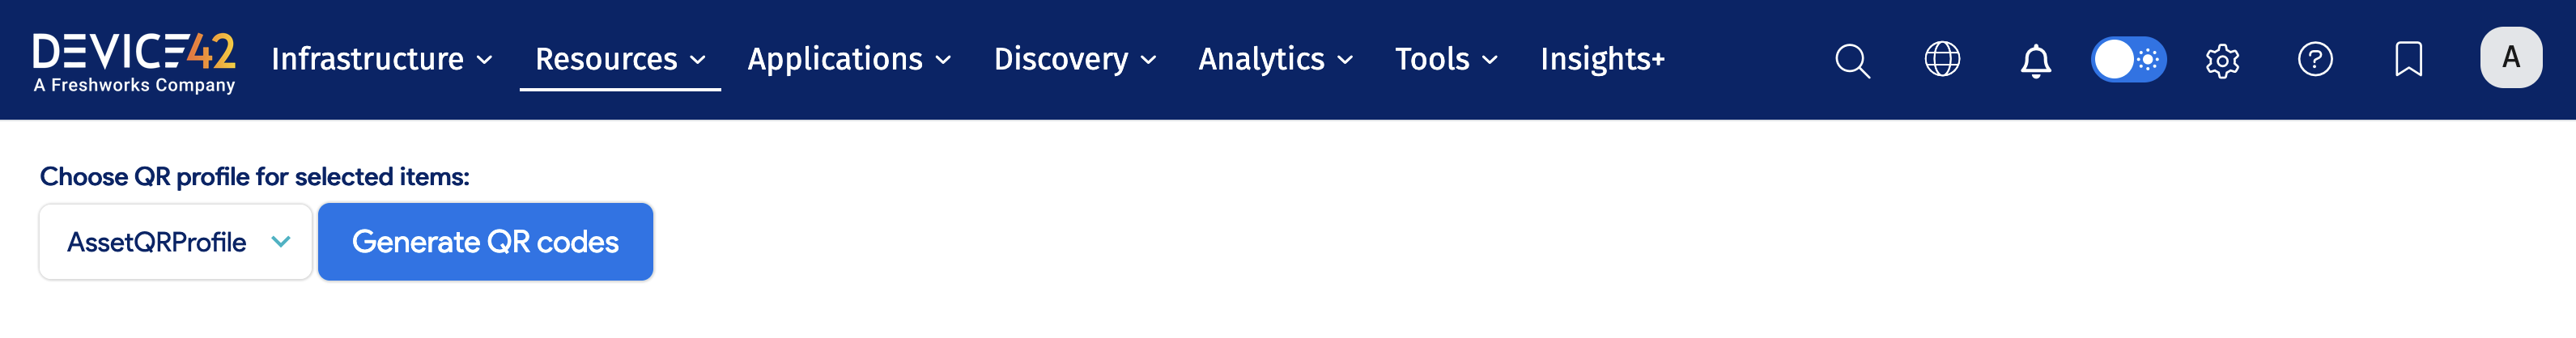 DEVICE42
A Freshworks Company
Infrastructure Resources Applications Discovery Analytics Tools Insights+
A
Choose QR profile for selected items:
AssetQRProfile Generate QR codes